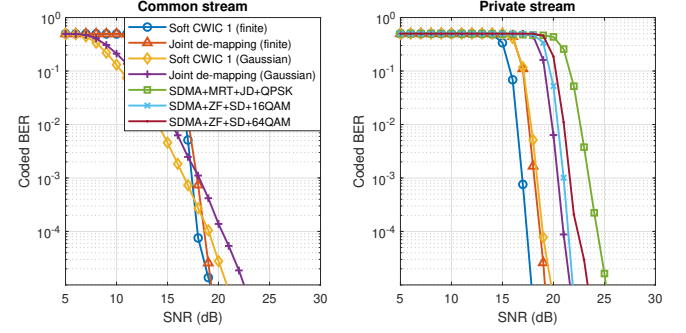 Common stream
Private stream
10^0
10^-1
10^-2
10^-3
10^-4
Coded BER
5 10 15 20 25 30
SNR (dB)
Soft CWIC 1 (finite)
Joint de-mapping (finite)
Soft CWIC 1 (Gaussian)
Joint de-mapping (Gaussian)
SDMA+MRT+JD+QPSK
SDMA+ZF+SD+16QAM
SDMA+ZF+SD+64QAM
10^0
10^-1
10^-2
10^-3
10^-4
Coded BER
5 10 15 20 25 30
SNR (dB)